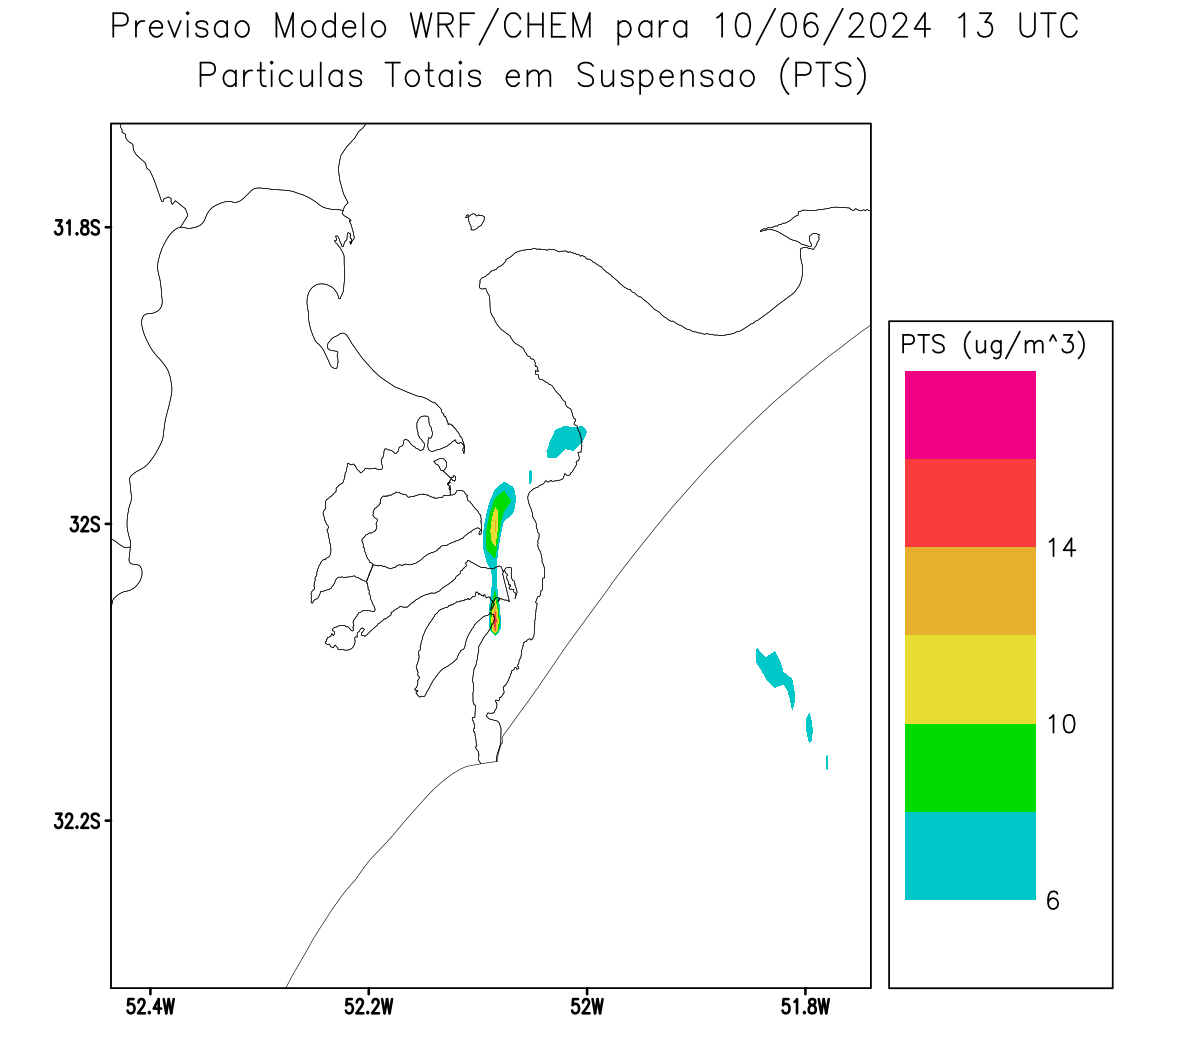 Previsao Modelo WRF/CHEM para 10/06/2024 13 UTC
Particulas Totais em Suspensao (PTS)
31.8S
32S
32.2S
52.4W
52.2W
52W
51.8W
PTS (ug/m^3)
14
10
6